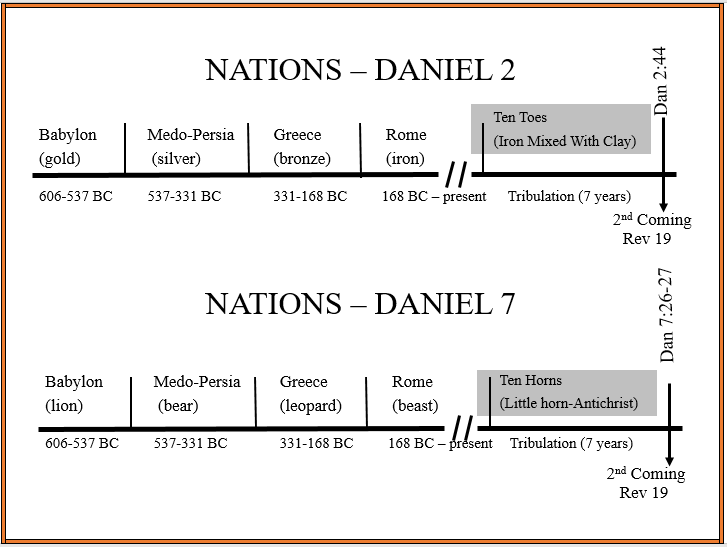 NATIONS – DANIEL 2
Dan 2:44
Babylon
(gold)
Medo-Persia
(silver)
Greece
(bronze)
Rome
(iron)
Ten Toes
(Iron Mixed With Clay)
606-537 BC
537-331 BC
331-168 BC
168 BC – present
Tribulation (7 years)
2nd Coming
Rev 19
NATIONS – DANIEL 7
Dan 7:26-27
Babylon
(lion)
Medo-Persia
(bear)
Greece
(leopard)
Rome
(beast)
Ten Horns
(Little horn-Antichrist)
606-537 BC
537-331 BC
331-168 BC
168 BC – present
Tribulation (7 years)
2nd Coming
Rev 19